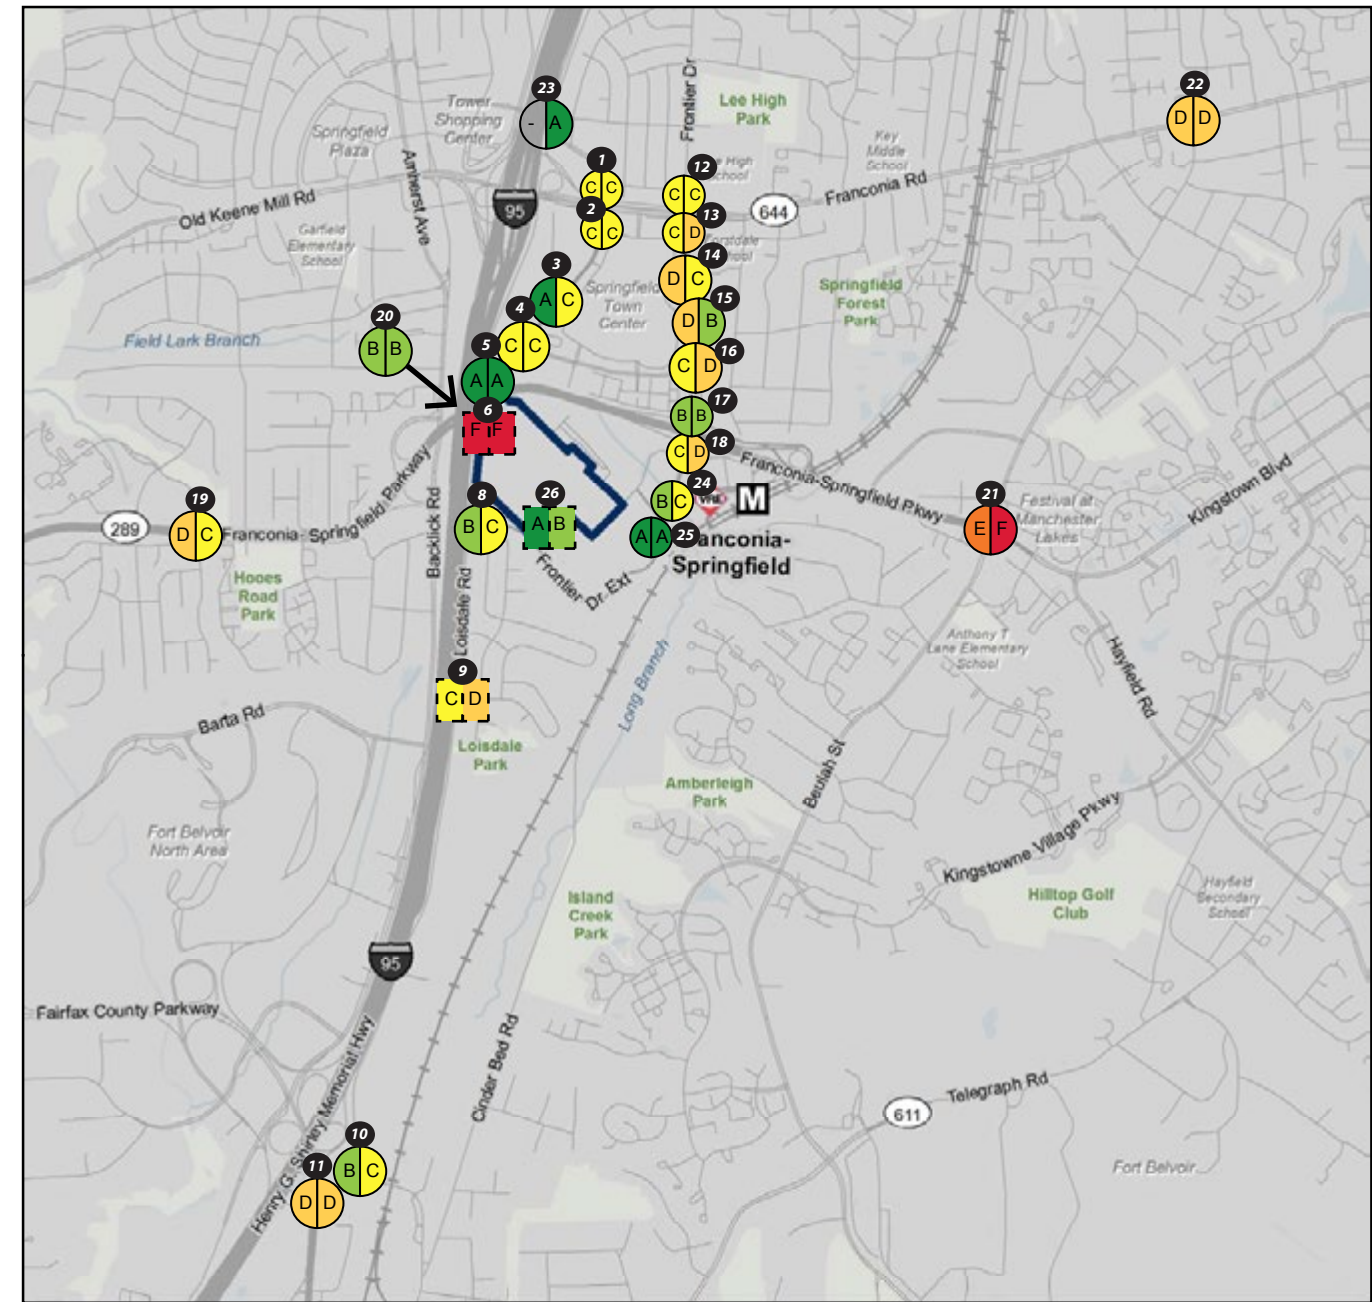 23
- A
Tower
Shopping
Center
Springfield
Plaza
Frontier Dr
Lee High
Park
22
D D
Key
Middle
School
1
C C
2
C C
12
C C
High
School
13
C D
14
D C
644
Franconia Rd
Old Keene Mill Rd
Amherst Ave
95
Garfield
Elementary
School
3
A C
4
C C
5
A A
Springfield
Town
Center
15
D B
16
C D
17
B B
18
C D
Springfield
Forest
Park
Field Lark Branch
20
B B
6
F F
8
B C
26
A B
24
B C
25
A A
M
Franconia-
Springfield
Franconia-Springfield Pkwy
21
E F
Festival at
Manchester
Lakes
Kingstown Blvd
19
D C
289
Franconia-Springfield Parkway
Backlick Rd
Loisdale Rd
Frontier Dr. Ext
Hooes
Road
Park
9
C D
Loisdale
Park
Barta Rd
Long Branch
Anthony T
Lane Elementary
School
Hayfield Rd
Beulah St
Amberleigh
Park
Fort Belvoir
North Area
Kingstowne Village Pkwy
Hilltop Golf
Club
Hayfield
Secondary
School
Island
Creek
Park
95
Fairfax County Parkway
Henry G. Shirley Memorial Hwy
Cinder Bed Rd
611
Telegraph Rd
Fort Belvoir
10
B C
11
D D